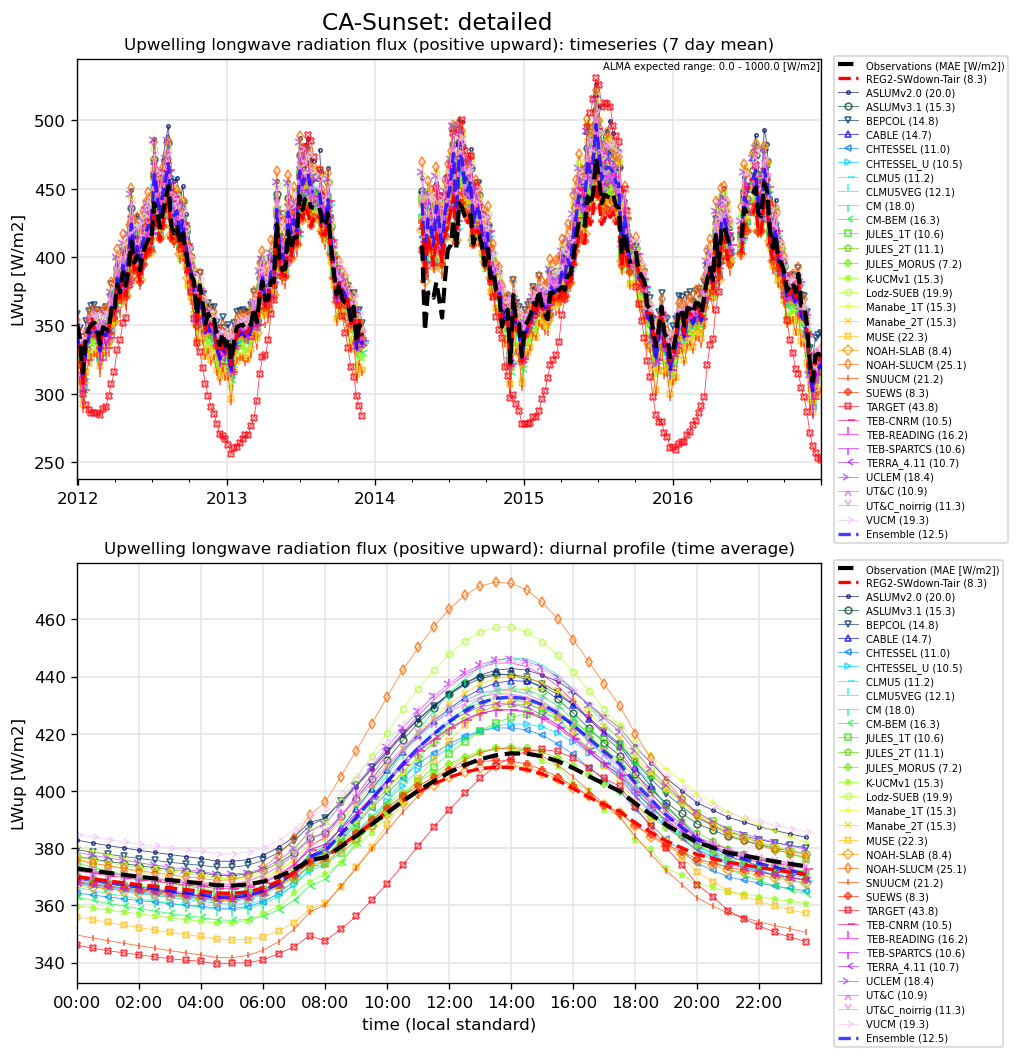 CA-Sunset: detailed
Upwelling longwave radiation flux (positive upward): timeseries (7 day mean)
ALMA expected range: 0.0 - 1000.0 [W/m2]
LWup [W/m2]
500
450
400
350
300
250
2012
2013
2014
2015
2016
Observations (MAE [W/m2])
REG2-SWdown-Tair (8.3)
ASLUMv2.0 (20.0)
ASLUMv3.1 (15.3)
BEPCOL (14.8)
CABLE (14.7)
CHTESSEL (11.0)
CHTESSEL_U (10.5)
CLMU5 (11.2)
CLMU5VEG (12.1)
CM (18.0)
CM-BEM (16.3)
JULES_1T (10.6)
JULES_2T (11.1)
JULES_MORUS (7.2)
K-UCMv1 (15.3)
Lodz-SUEB (19.9)
Manabe_1T (15.3)
Manabe_2T (15.3)
MUSE (22.3)
NOAH-SLAB (8.4)
NOAH-SLUCM (25.1)
SNUUCM (21.2)
SUEWS (8.3)
TARGET (43.8)
TEB-CNRM (10.5)
TEB-READING (16.2)
TEB-SPARTCS (10.6)
TERRA_4.11 (10.7)
UCLEM (18.4)
UT&C (10.9)
UT&C_noirrig (11.3)
VUCM (19.3)
Ensemble (12.5)
Upwelling longwave radiation flux (positive upward): diurnal profile (time average)
LWup [W/m2]
460
440
420
400
380
360
340
00:00
02:00
04:00
06:00
08:00
10:00
12:00
14:00
16:00
18:00
20:00
22:00
time (local standard)
Observation (MAE [W/m2])
REG2-SWdown-Tair (8.3)
ASLUMv2.0 (20.0)
ASLUMv3.1 (15.3)
BEPCOL (14.8)
CABLE (14.7)
CHTESSEL (11.0)
CHTESSEL_U (10.5)
CLMU5 (11.2)
CLMU5VEG (12.1)
CM (18.0)
CM-BEM (16.3)
JULES_1T (10.6)
JULES_2T (11.1)
JULES_MORUS (7.2)
K-UCMv1 (15.3)
Lodz-SUEB (19.9)
Manabe_1T (15.3)
Manabe_2T (15.3)
MUSE (22.3)
NOAH-SLAB (8.4)
NOAH-SLUCM (25.1)
SNUUCM (21.2)
SUEWS (8.3)
TARGET (43.8)
TEB-CNRM (10.5)
TEB-READING (16.2)
TEB-SPARTCS (10.6)
TERRA_4.11 (10.7)
UCLEM (18.4)
UT&C (10.9)
UT&C_noirrig (11.3)
VUCM (19.3)
Ensemble (12.5)